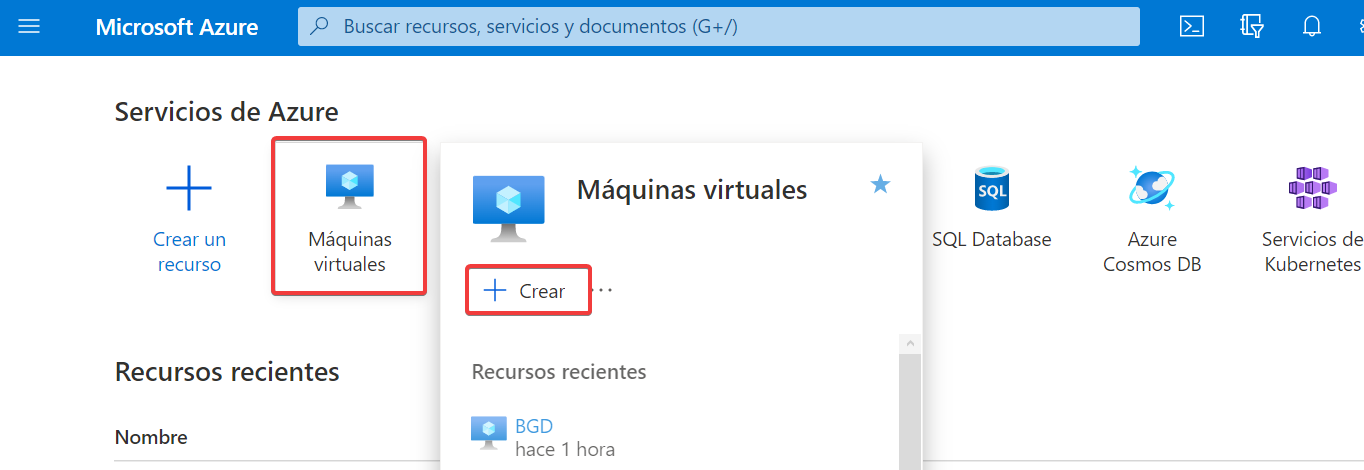 Microsoft Azure
Buscar recursos, servicios y documentos (G+/)
Servicios de Azure
Crear un
recurso
Máquinas
virtuales
Máquinas virtuales
Crear
...
Recursos recientes
BGD
hace 1 hora
SQL
SQL Database
Azure
Cosmos DB
Servicios de
Kubernetes
Recursos recientes
Nombre